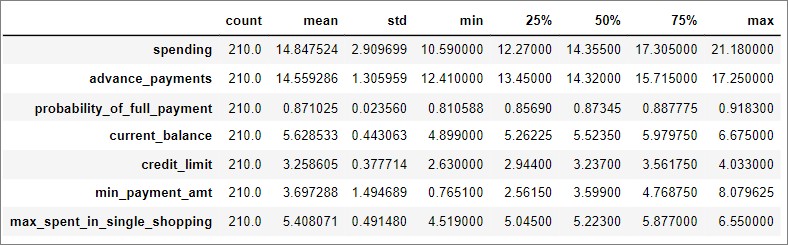 count mean std min 25% 50% 75% max
spending 210.0 14.847524 2.909699 10.590000 12.27000 14.35500 17.305000 21.180000
advance_payments 210.0 14.559286 1.305959 12.410000 13.45000 14.32000 15.715000 17.250000
probability_of_full_payment 210.0 0.871025 0.023560 0.810588 0.85690 0.87345 0.887775 0.918300
current_balance 210.0 5.628533 0.443063 4.899000 5.26225 5.52350 5.979750 6.675000
credit_limit 210.0 3.258605 0.377714 2.630000 2.94400 3.23700 3.561750 4.033000
min_payment_amt 210.0 3.697288 1.494689 0.765100 2.56150 3.59900 4.768750 8.079625
max_spent_in_single_shopping 210.0 5.408071 0.491480 4.519000 5.04500 5.22300 5.877000 6.550000